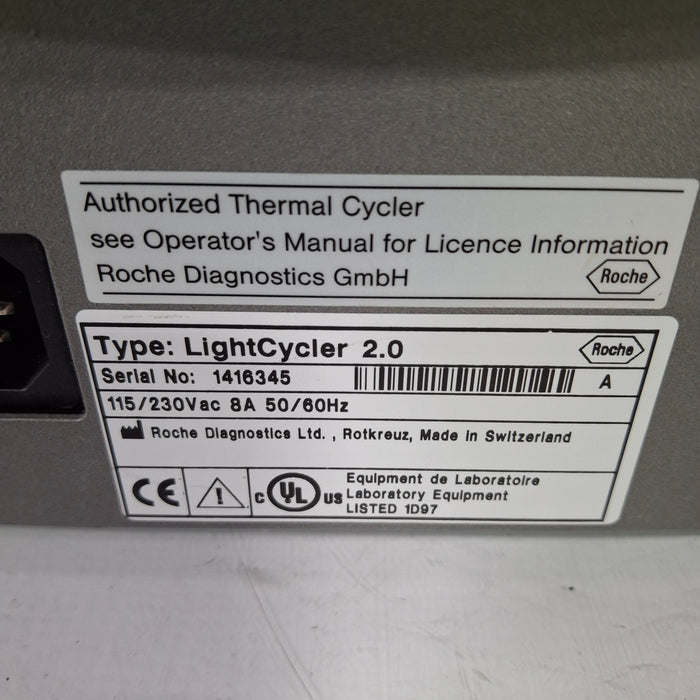 Authorized Thermal Cycler
see Operator's Manual for Licence Information
Roche Diagnostics GmbH
Roche
Type: LightCycler 2.0
Roche
Serial No: 1416345
A
115/230Vac 8A 50/60Hz
Roche Diagnostics Ltd. , Rotkreuz, Made in Switzerland
CE
!
C UL US
Equipment de Laboratoire
Laboratory Equipment
LISTED 1D97